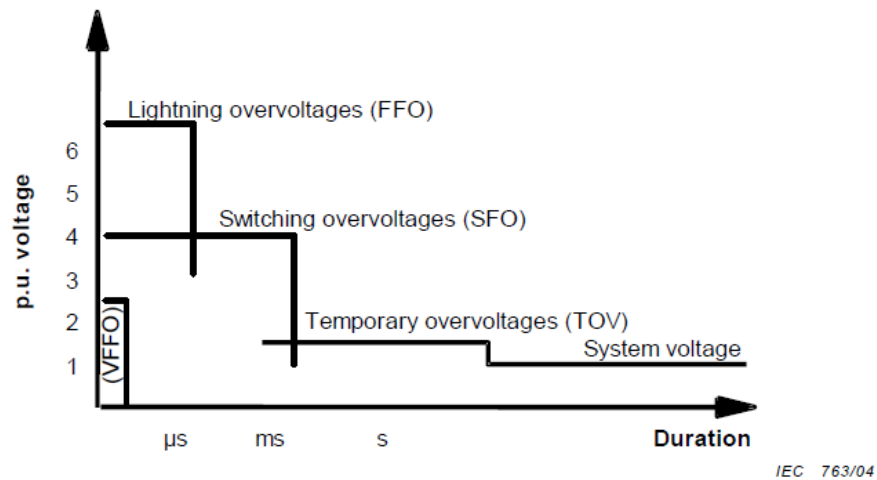 Lightning overvoltages (FFO)
6
5
Switching overvoltages (SFO)
4
p.u. voltage
3
Temporary overvoltages (TOV)
2
(VFFO)
System voltage
1
µs ms s Duration
IEC 763/04